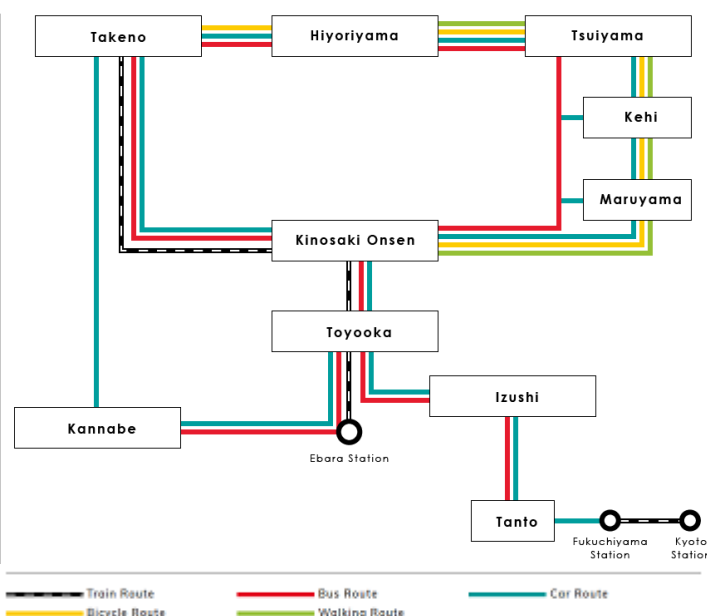 Takeno
Hiyoriyama
Tsuiyama
Kehi
Maruyama
Kinosaki Onsen
Toyooka
Izushi
Kannabe
Ebara Station
Tanto
Fukuchiyama
Station
Kyoto
Station
Train Route
Bus Route
Car Route
Bicycle Route
Walking Route